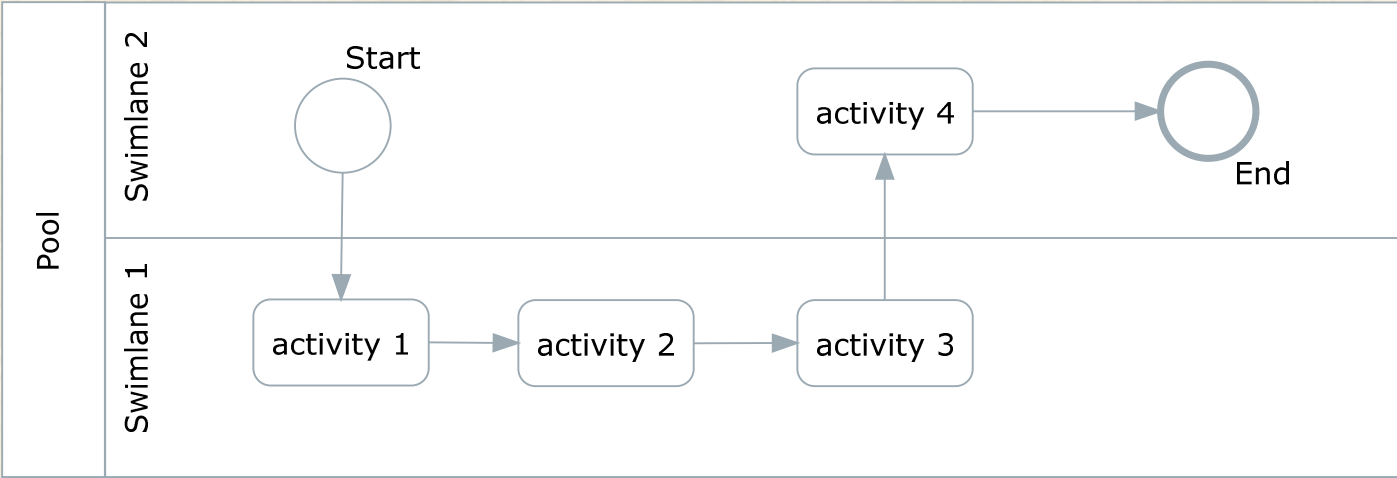 Pool
Swimlane 2
Start
activity 4
End
Swimlane 1
activity 1
activity 2
activity 3